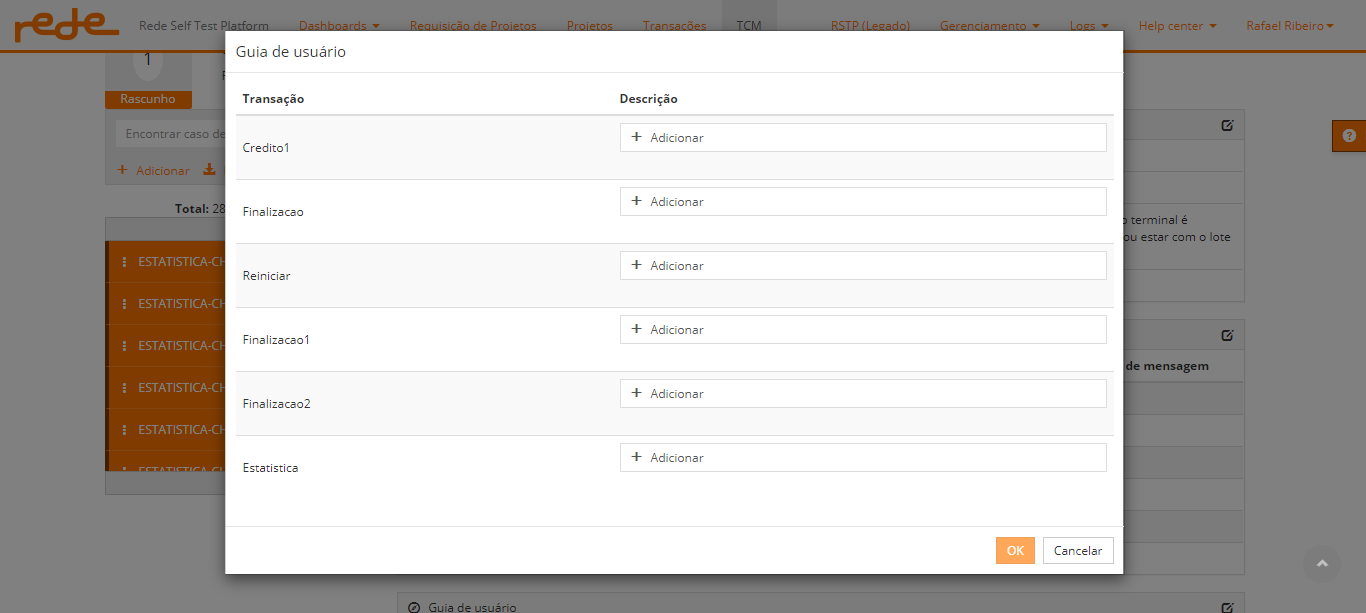 rede Rede Self Test Platform Dashboards Requisição de Projetos Projetos Transações TCM RSTP (Legado) Gerenciamento Logs Help center Rafael Ribeiro
1
Rascunho
Encontrar caso de
+ Adicionar
Total: 28
ESTATISTICA-CH
ESTATISTICA-CH
ESTATISTICA-CH
ESTATISTICA-CH
ESTATISTICA-CH
Guia de usuário
Transação Descrição
Credito1 + Adicionar
Finalizacao + Adicionar
Reiniciar + Adicionar
Finalizacao1 + Adicionar
Finalizacao2 + Adicionar
Estatistica + Adicionar
OK Cancelar
o terminal é
ou estar com o lote
de mensagem
Guia de usuário